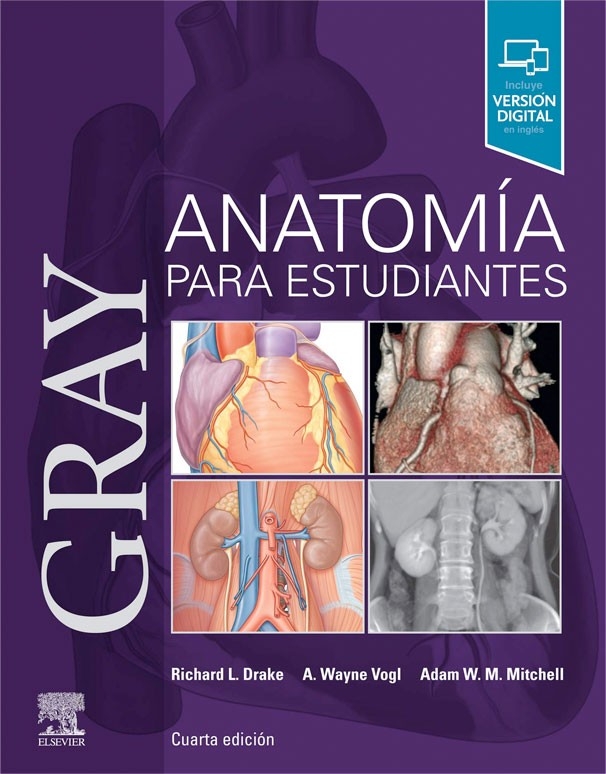 Incluye
VERSIÓN
DIGITAL
en inglés
ANATOMÍA
PARA ESTUDIANTES
GRAY
Richard L. Drake A. Wayne Vogl Adam W. M. Mitchell
ELSEVIER
Cuarta edición